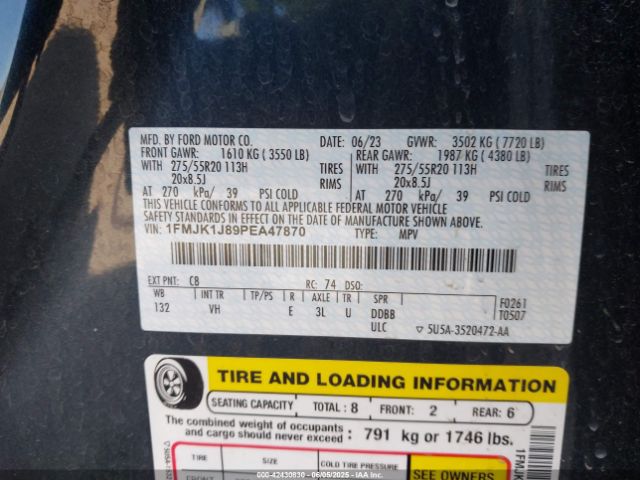 MFD. BY FORD MOTOR CO. DATE: 06/23 GVWR: 3502 KG ( 7720 LB)
FRONT GAWR: 1610 KG ( 3550 LB) REAR GAWR: 1987 KG ( 4380 LB)
WITH 275/55R20 113H TIRES WITH 275/55R20 113H TIRES
20x8.5J RIMS 20x8.5J RIMS
AT 270 kPa/ 39 PSI COLD AT 270 kPa/ 39 PSI COLD
THIS VEHICLE CONFORMS TO ALL APPLICABLE FEDERAL MOTOR VEHICLE
SAFETY STANDARDS IN EFFECT ON THE DATE OF MANUFACTURE SHOWN ABOVE.
VIN: 1FMJK1J89PEA47870 TYPE: MPV
EXT PNT: C8 RC: 74 DSO:
WB INT TR TP/PS R AXLE TR SPR F0261
132 VH E 3L U DDBB T0507
ULC ▽ 5U5A-3520472-AA
TIRE AND LOADING INFORMATION
SEATING CAPACITY TOTAL : 8 FRONT: 2 REAR: 6
The combined weight of occupants
and cargo should never exceed : 791 kg or 1746 lbs.
TIRE SIZE COLD TIRE PRESSURE SEE OWNERS
FRONT
1FMJK
00-42430830 - 06/05/2025 - IAA Inc.